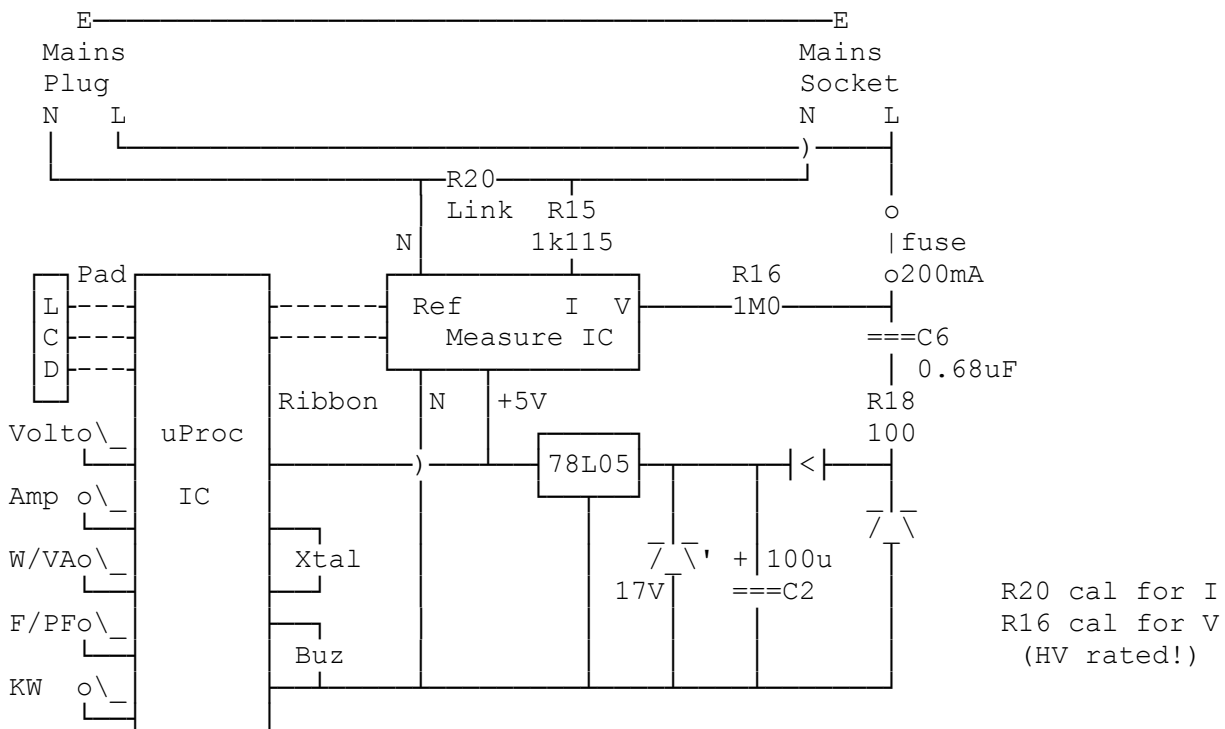 E E
Mains Mains
Plug Socket
N L N L
)
R20
Link R15 o
N 1k115 |fuse
Pad R16 o200mA
L Ref I V 1M0
C Measure IC ===C6
D 0.68uF
Ribbon N +5V R18
Volto\_ uProc 100
) 78L05 |<|
Amp o\_ IC
W/VAo\_ Xtal /_\' + 100u /_\
17V ===C2 R20 cal for I
F/PFo\_ R16 cal for V
Buz (HV rated!)
KW o\_